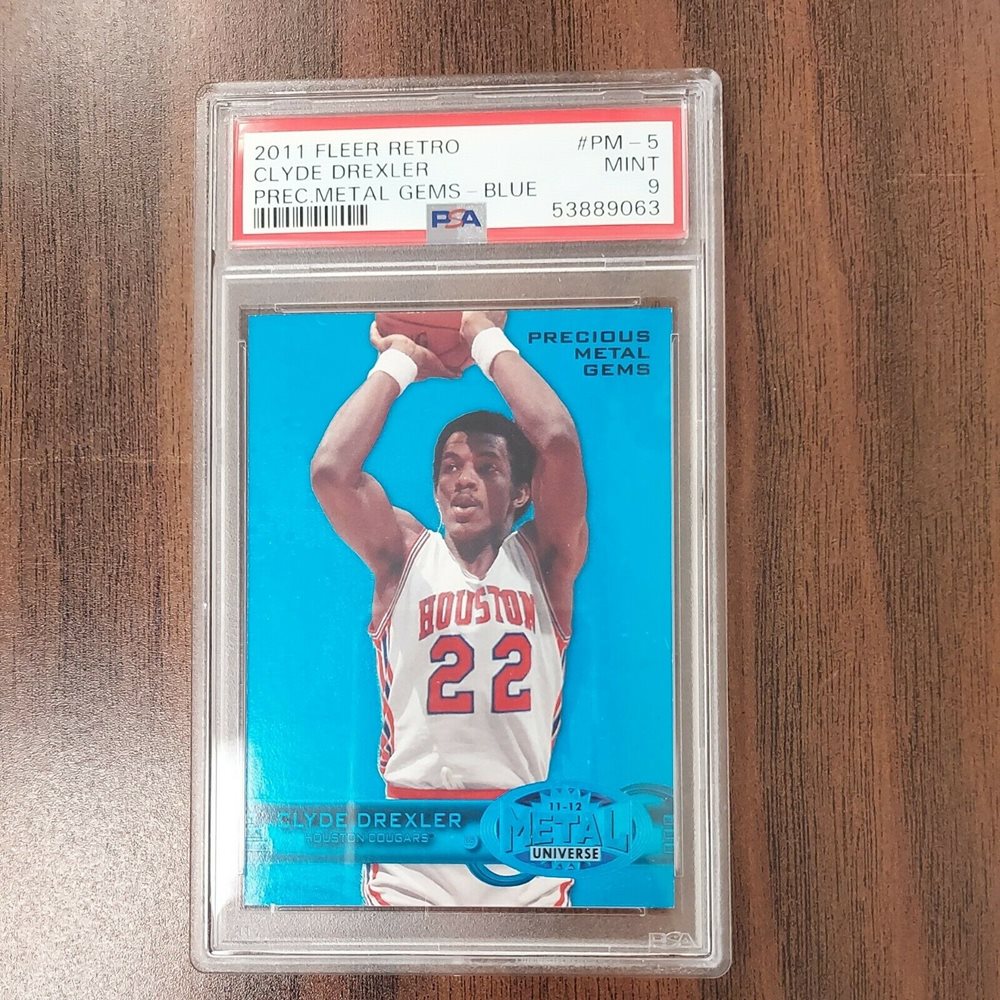 2011 FLEER RETRO #PM-5
CLYDE DREXLER MINT
PREC.METAL GEMS-BLUE 9
PSA 53889063
PRECIOUS
METAL
GEMS
HOUSTON
22
CLYDE DREXLER
HOUSTON COUGARS
11-12
METAL
UNIVERSE
PSA